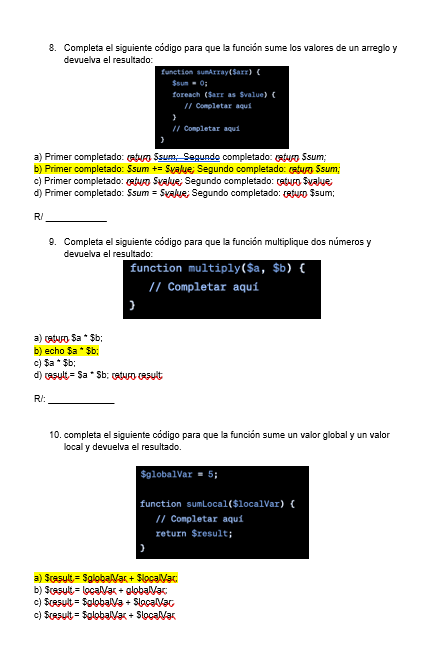 8. Completa el siguiente código para que la función sume los valores de un arreglo y
devuelva el resultado:
function sumArray($arr) {
$sum = 0;
foreach ($arr as $value) {
// Completar aquí
}
// Completar aquí
}
a) Primer completado: return $sum; Segundo completado: return $sum;
b) Primer completado: $sum += $value; Segundo completado: return $sum;
c) Primer completado: return $value; Segundo completado: return $value;
d) Primer completado: $sum = $value; Segundo completado: return $sum;
R/ ____________
9. Completa el siguiente código para que la función multiplique dos números y
devuelva el resultado:
function multiply($a, $b) {
// Completar aquí
}
a) return $a * $b;
b) echo $a * $b;
c) $a * $b;
d) result = $a * $b; return result;
R/: _____________
10. completa el siguiente código para que la función sume un valor global y un valor
local y devuelva el resultado.
$globalVar = 5;
function sumLocal($localVar) {
// Completar aquí
return $result;
}
a) $result = $globalVar + $localVar;
b) $result = localVar + globalVar;
c) $result = $globalVa + $localVar;
c) $result = $globalVar + $localVar